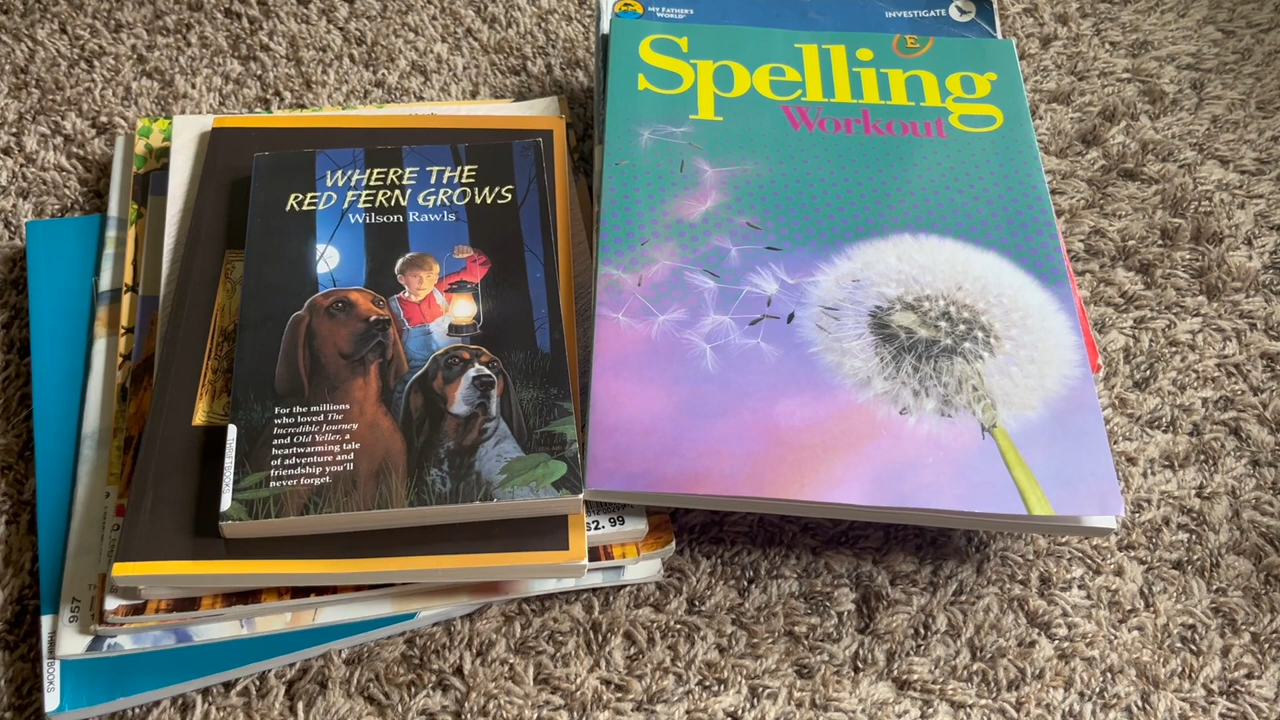 MY FATHER'S
WORLD
INVESTIGATE
E
Spelling
Workout
WHERE THE
RED FERN GROWS
Wilson Rawls
For the millions
who loved The
Incredible Journey
and Old Yeller, a
heartwarming tale
of adventure and
friendship you'll
never forget.
THRIFTBOOKS
$2.99
957
THRIFTBOOKS